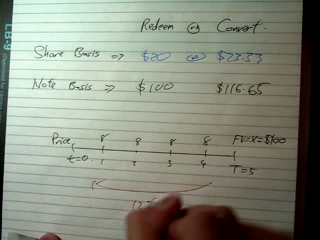 Redeem or Convert.
Share Basis => $20 $23.33
Note Basis => $100 $116.65
Price 8 8 8 8 FV=X=$100
t=0 1 2 3 4 T=5